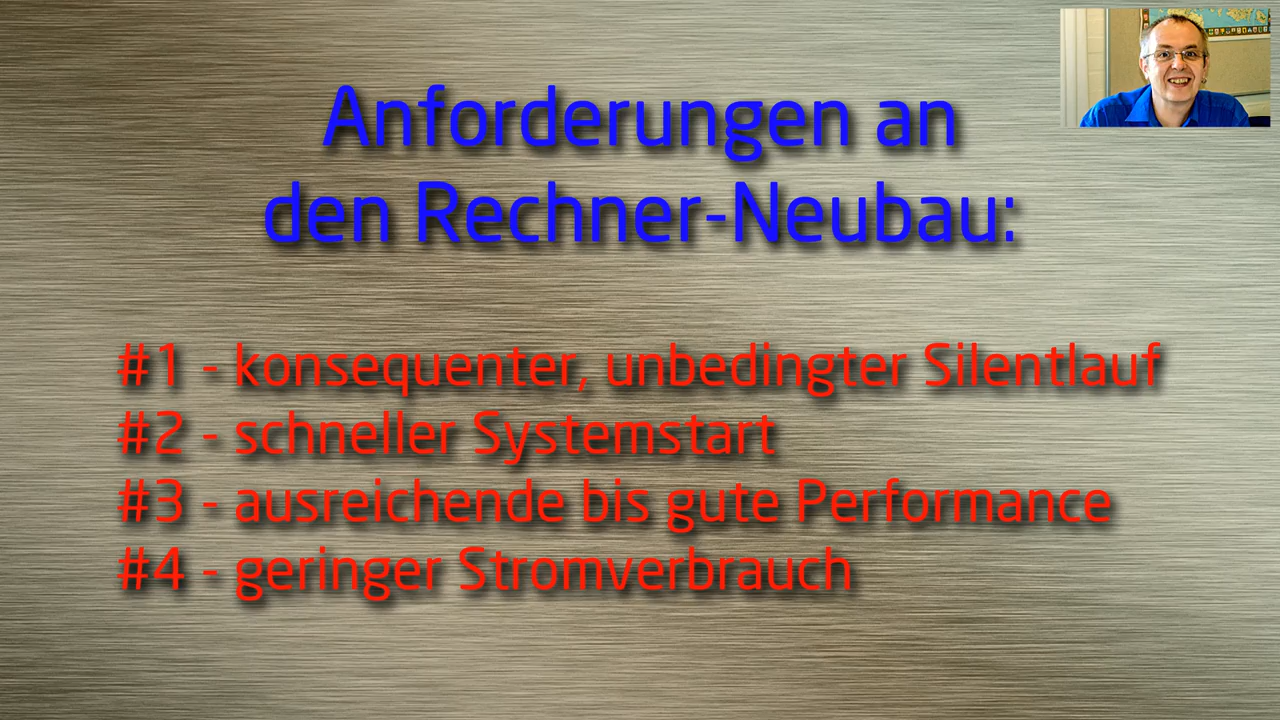 Anforderungen an
den Rechner-Neubau:
#1 - konsequenter, unbedingter Silentlauf
#2 - schneller Systemstart
#3 - ausreichende bis gute Performance
#4 - geringer Stromverbrauch